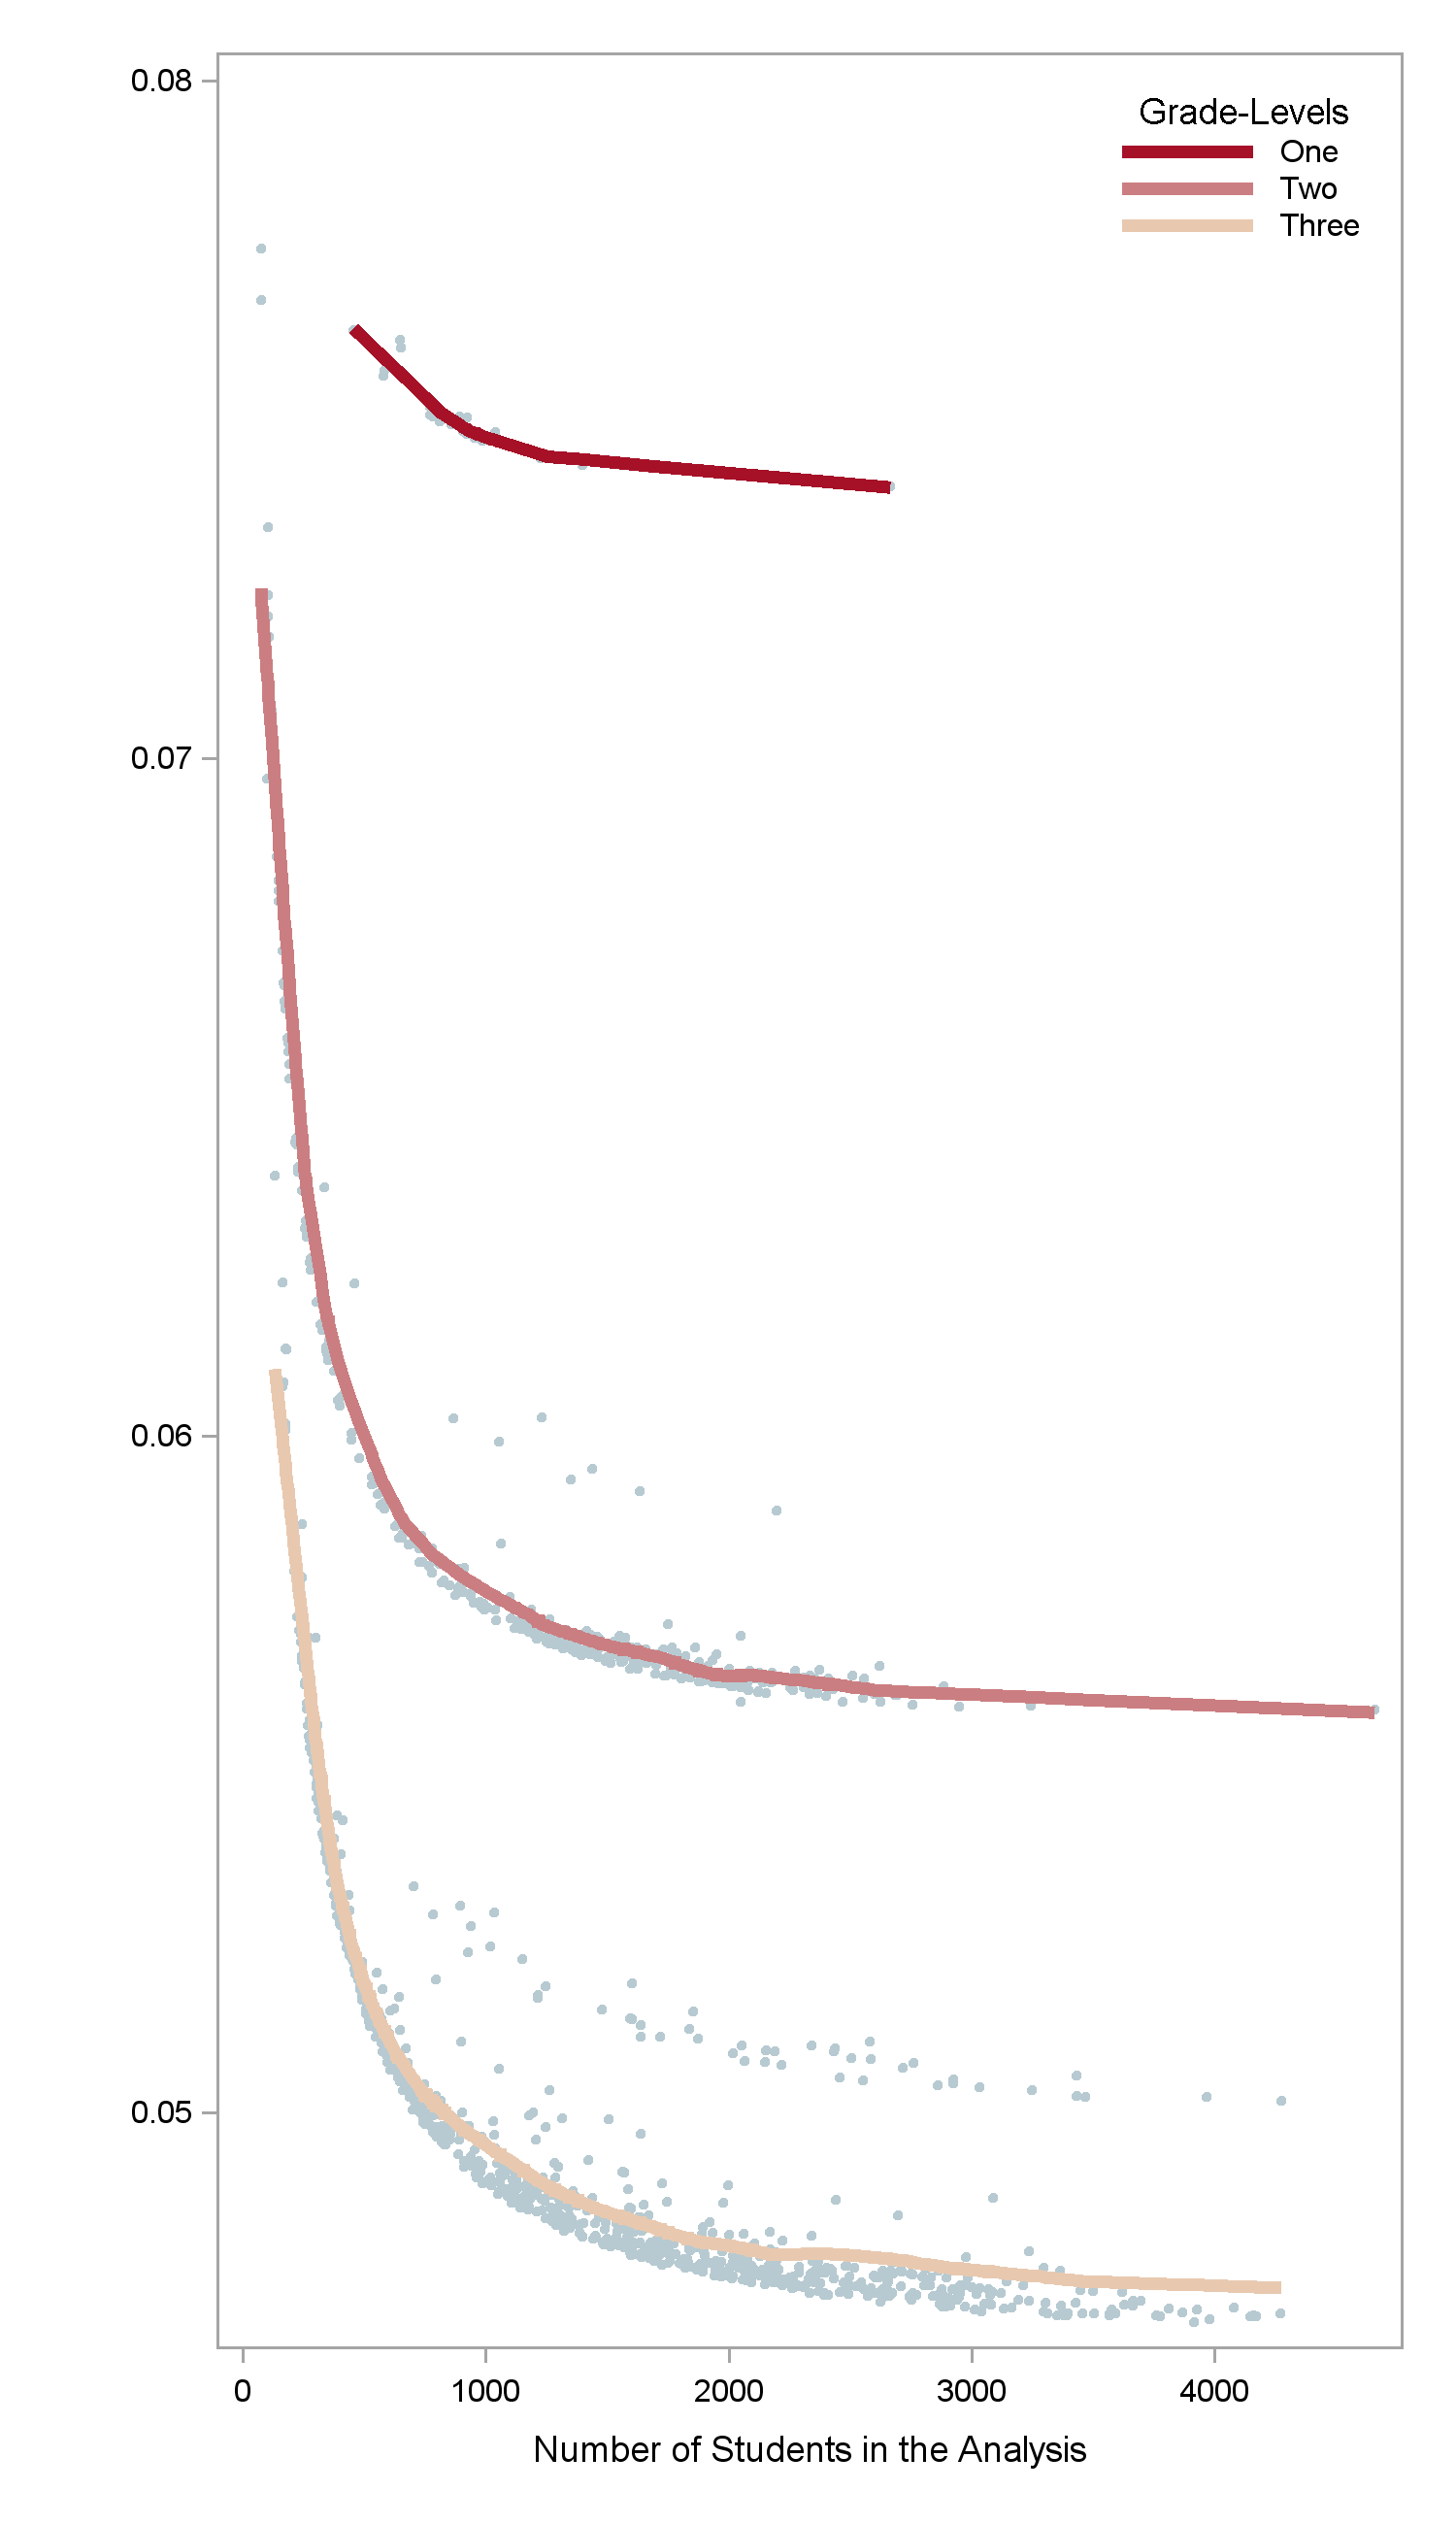 0.08
Grade-Levels
One
Two
Three
0.07
0.06
0.05
0 1000 2000 3000 4000
Number of Students in the Analysis